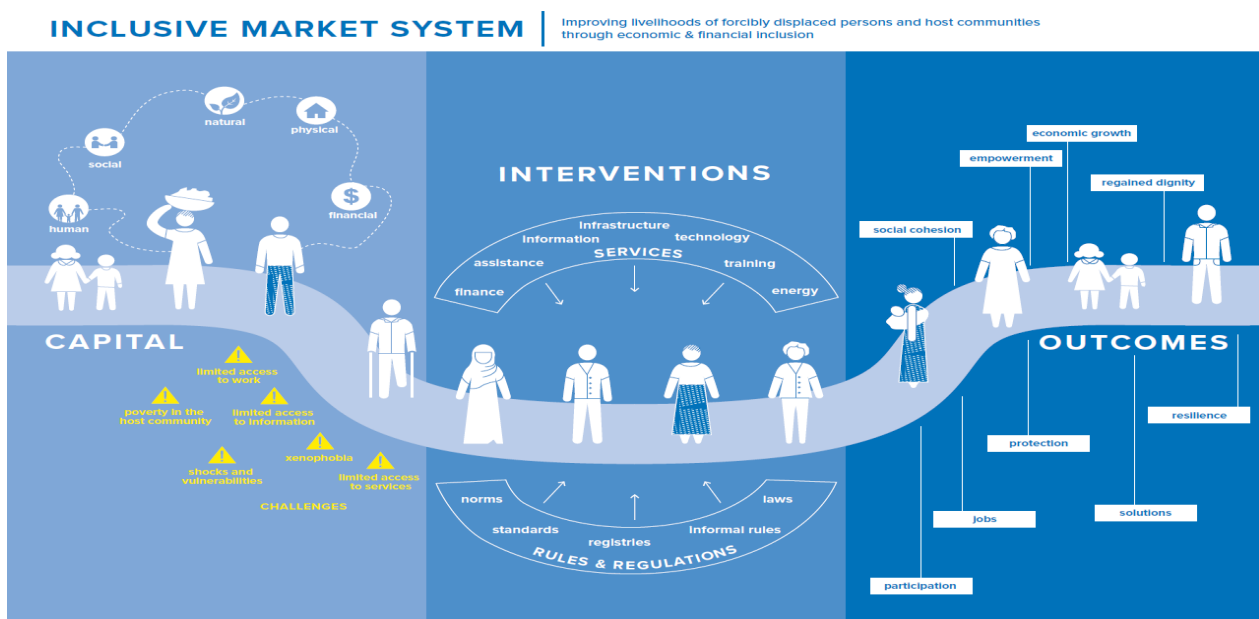 INCLUSIVE MARKET SYSTEM
Improving livelihoods of forcibly displaced persons and host communities
through economic & financial inclusion
natural
physical
social
financial
human
CAPITAL
limited access
to work
poverty in the
host community
limited access
to information
xenophobia
shocks and
vulnerabilities
limited access
to services
CHALLENGES
INTERVENTIONS
infrastructure
information
technology
SERVICES
assistance
training
finance
energy
norms
laws
standards
informal rules
registries
RULES & REGULATIONS
economic growth
empowerment
regained dignity
social cohesion
OUTCOMES
resilience
protection
solutions
jobs
participation
$